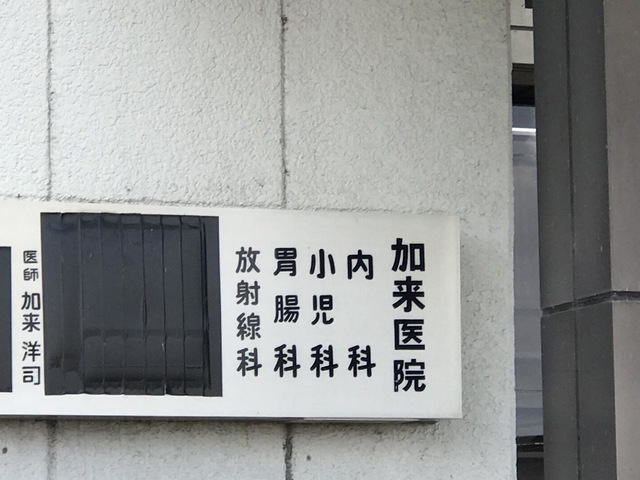 加来医院
内科
小児科
胃腸科
放射線科
医師 加来洋司